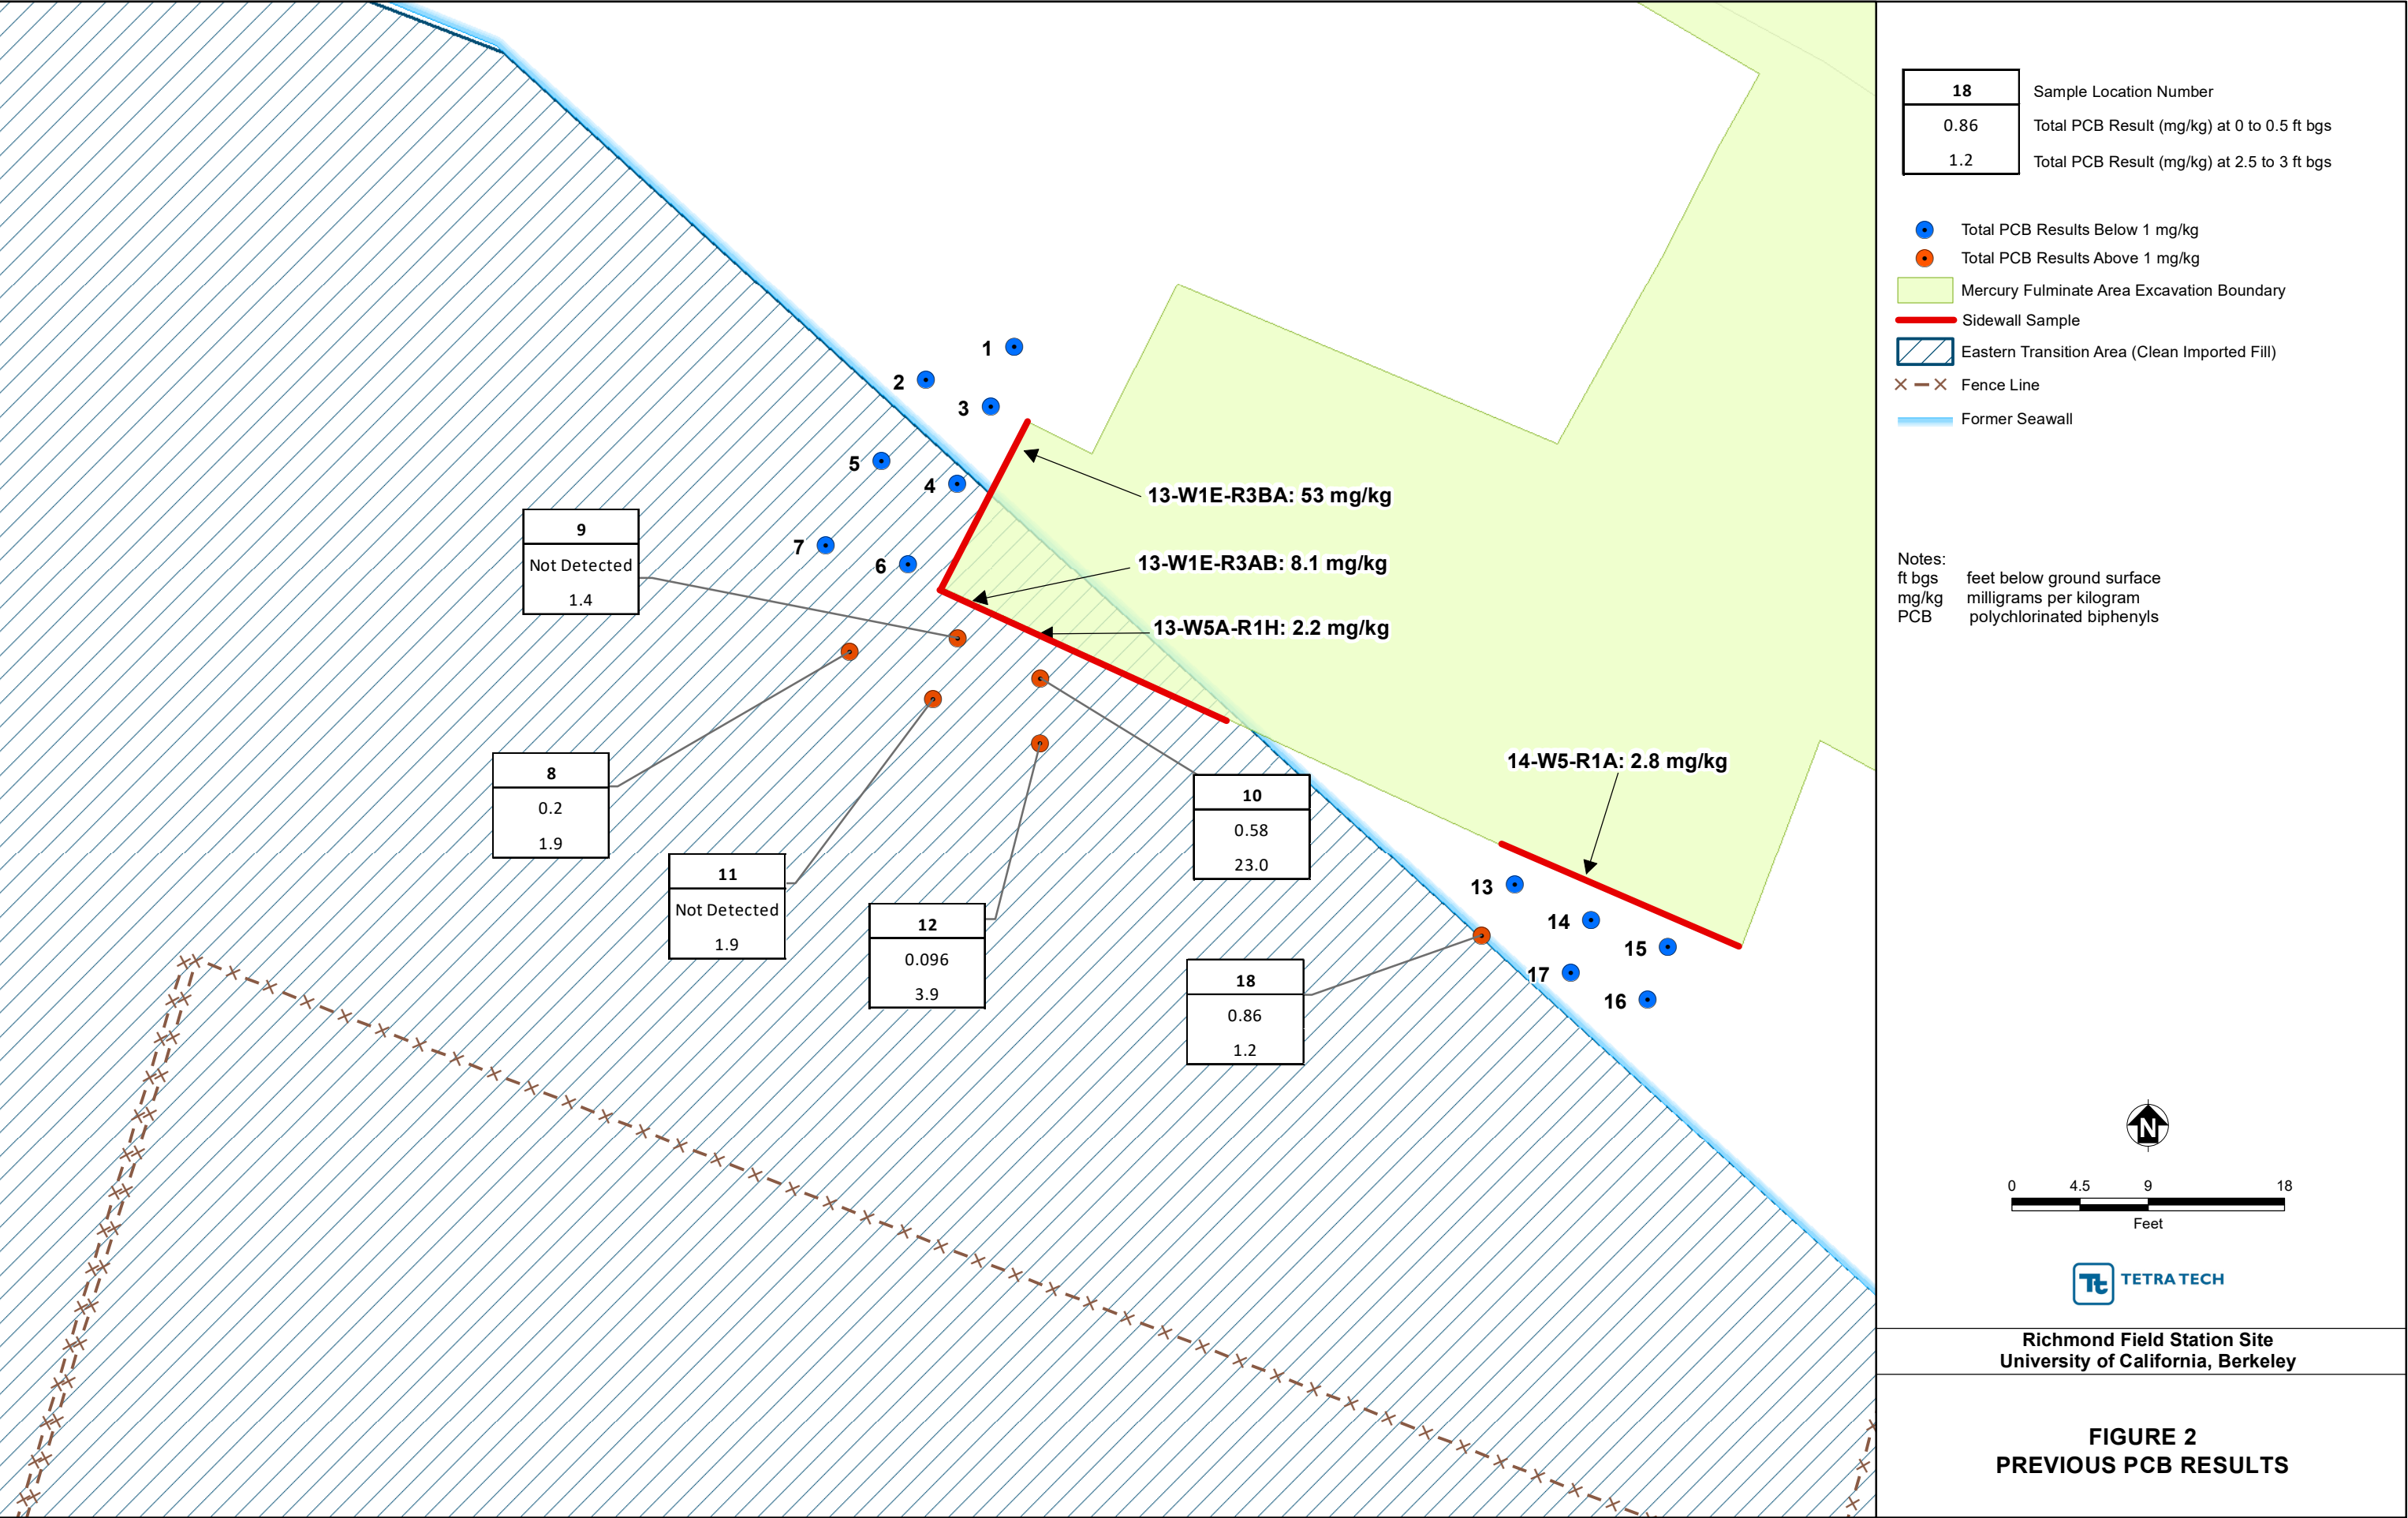 1
2
3
5
4
7
6
13-W1E-R3BA: 53 mg/kg
13-W1E-R3AB: 8.1 mg/kg
13-W5A-R1H: 2.2 mg/kg
14-W5-R1A: 2.8 mg/kg
9
Not Detected
1.4
8
0.2
1.9
11
Not Detected
1.9
12
0.096
3.9
10
0.58
23.0
18
0.86
1.2
13
14
15
17
16
18
Sample Location Number
0.86
Total PCB Result (mg/kg) at 0 to 0.5 ft bgs
1.2
Total PCB Result (mg/kg) at 2.5 to 3 ft bgs
Total PCB Results Below 1 mg/kg
Total PCB Results Above 1 mg/kg
Mercury Fulminate Area Excavation Boundary
Sidewall Sample
Eastern Transition Area (Clean Imported Fill)
Fence Line
Former Seawall
Notes:
ft bgs feet below ground surface
mg/kg milligrams per kilogram
PCB polychlorinated biphenyls
N
0 4.5 9 18
Feet
Tt TETRA TECH
Richmond Field Station Site
University of California, Berkeley
FIGURE 2
PREVIOUS PCB RESULTS